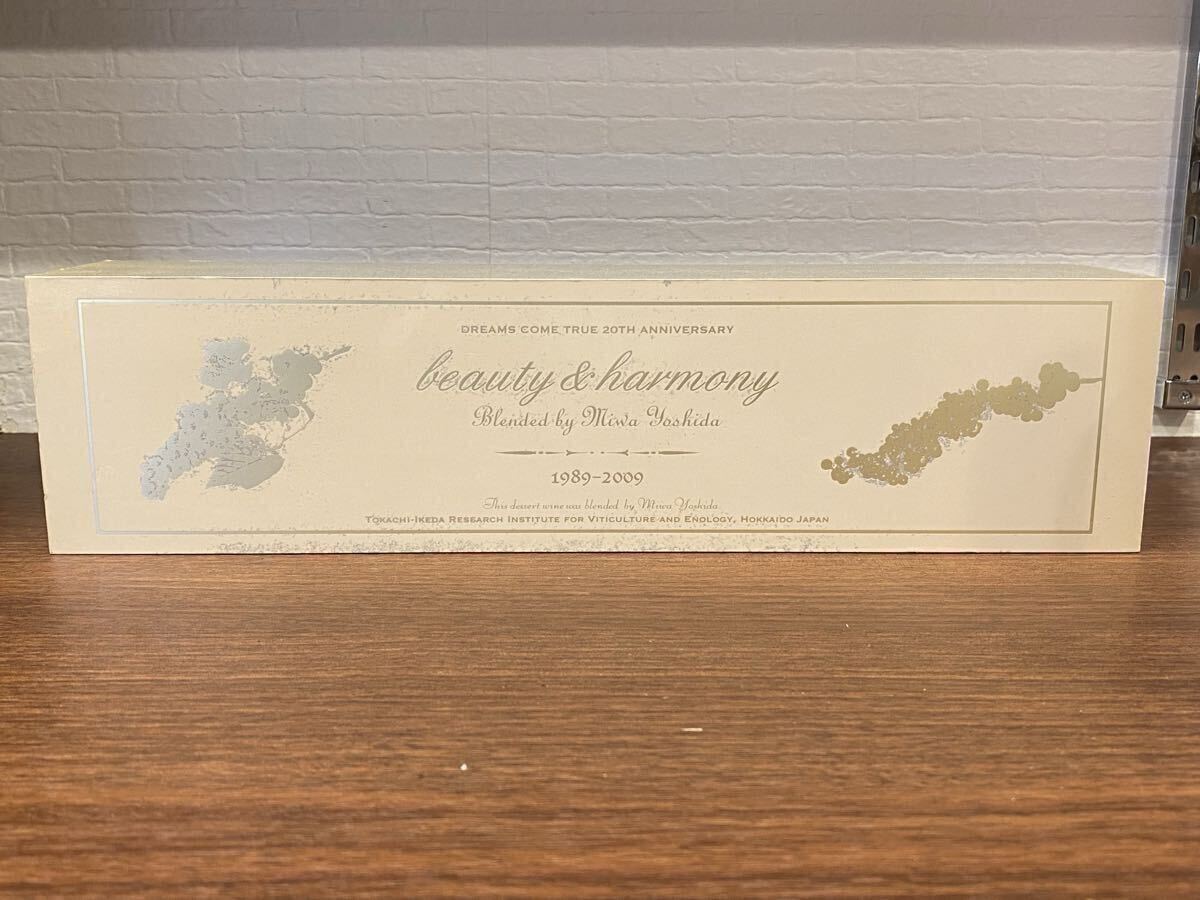 DREAMS COME TRUE 20TH ANNIVERSARY
beauty & harmony
Blended by Miwa Yoshida
1989–2009
This dessert wine was blended by Miwa Yoshida
TOKACHI-IKEDA RESEARCH INSTITUTE FOR VITICULTURE AND ENOLOGY, HOKKAIDO JAPAN